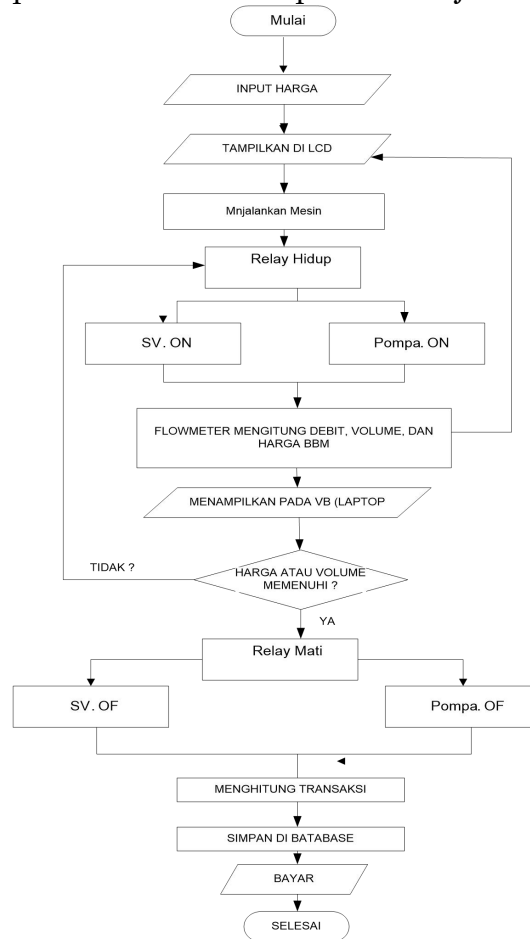 Mulai
INPUT HARGA
TAMPILKAN DI LCD
Mnjalankan Mesin
Relay Hidup
SV. ON
Pompa. ON
FLOWMETER MENGITUNG DEBIT, VOLUME, DAN
HARGA BBM
MENAMPILKAN PADA VB (LAPTOP
TIDAK ?
HARGA ATAU VOLUME
MEMENUHI ?
YA
Relay Mati
SV. OF
Pompa. OF
MENGHITUNG TRANSAKSI
SIMPAN DI BATABASE
BAYAR
SELESAI